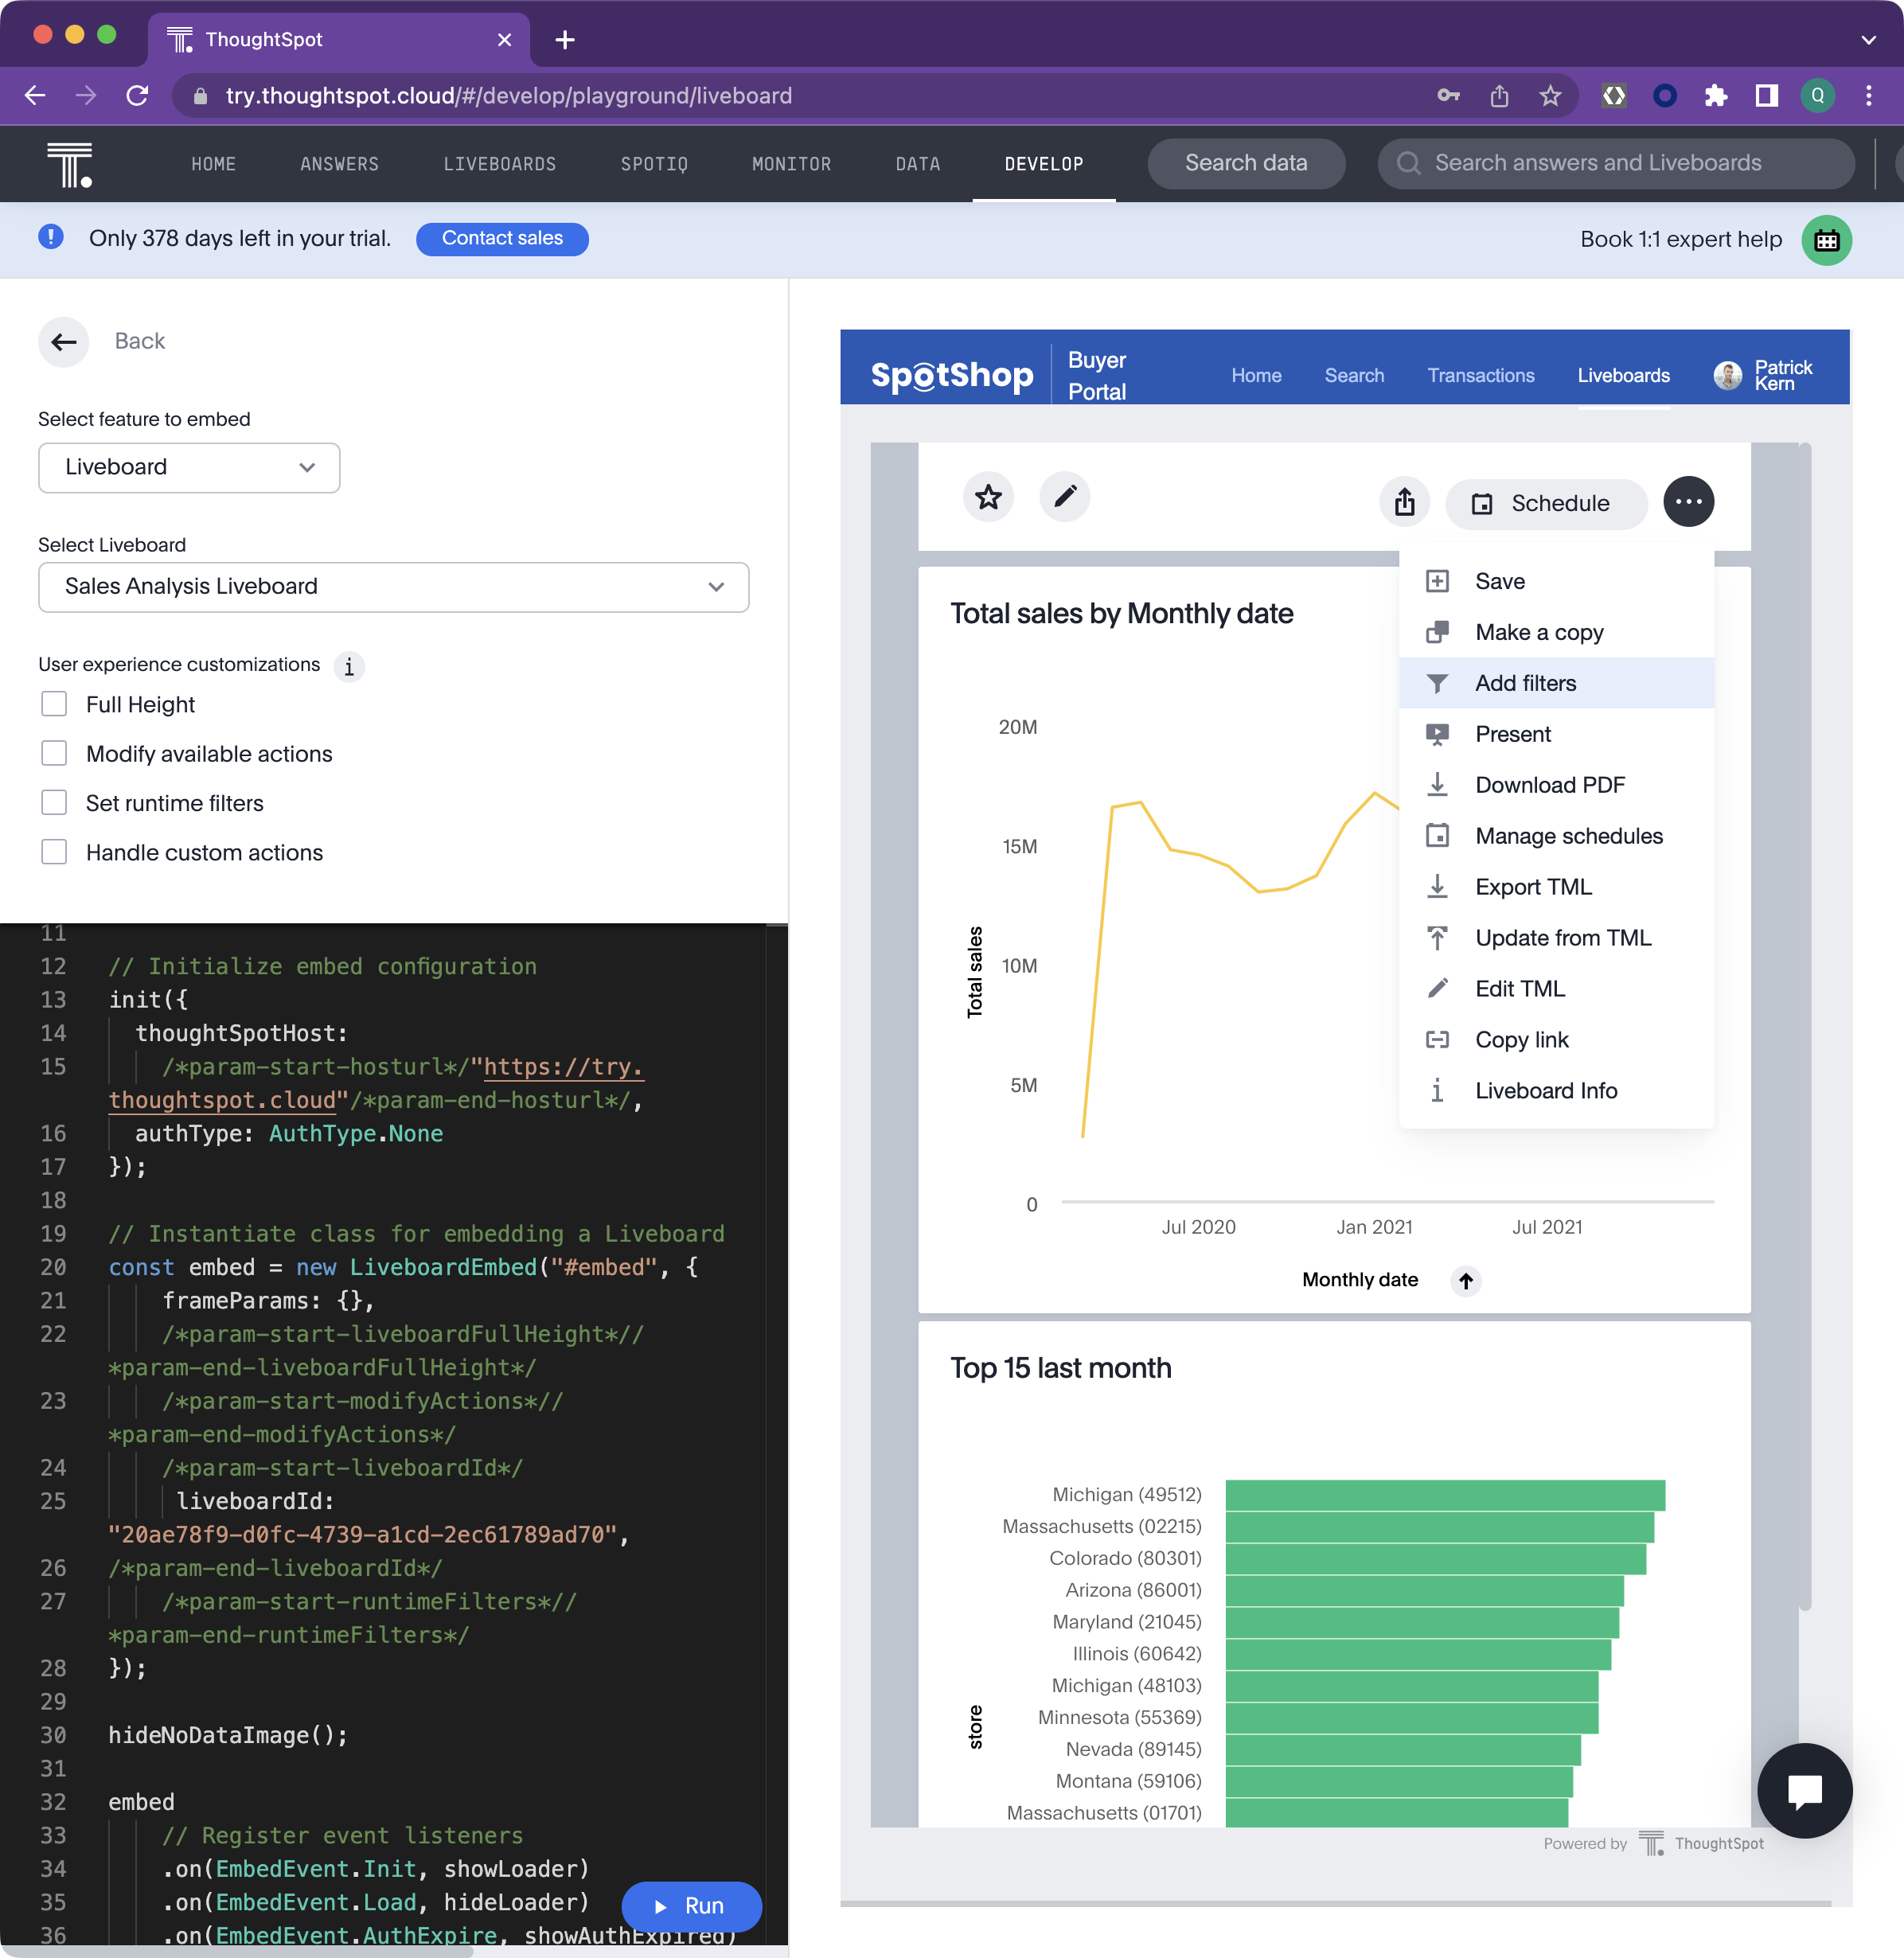 ThoughtSpot
try.thoughtspot.cloud/#/develop/playground/liveboard
Q
HOME
ANSWERS
LIVEBOARDS
SPOTIQ
MONITOR
DATA
DEVELOP
Search data
Search answers and Liveboards
Only 378 days left in your trial.
Contact sales
Book 1:1 expert help
Back
Select feature to embed
Liveboard
Select Liveboard
Sales Analysis Liveboard
User experience customizations
Full Height
Modify available actions
Set runtime filters
Handle custom actions
11
12 // Initialize embed configuration
13 init({
14 thoughtSpotHost:
15 /*param-start-hosturl*/"https://try.
thoughtspot.cloud"/*param-end-hosturl*/,
16 authType: AuthType.None
17 });
18
19 // Instantiate class for embedding a Liveboard
20 const embed = new LiveboardEmbed("#embed", {
21 frameParams: {},
22 /*param-start-liveboardFullHeight*//
*param-end-liveboardFullHeight*/
23 /*param-start-modifyActions*//
*param-end-modifyActions*/
24 /*param-start-liveboardId*/
25 liveboardId:
"20ae78f9-d0fc-4739-a1cd-2ec61789ad70",
26 /*param-end-liveboardId*/
27 /*param-start-runtimeFilters*//
*param-end-runtimeFilters*/
28 });
29
30 hideNoDataImage();
31
32 embed
33 // Register event listeners
34 .on(EmbedEvent.Init, showLoader)
35 .on(EmbedEvent.Load, hideLoader)
36 .on(EmbedEvent.AuthExpire, showAuthExpired)
Run
SpotShop
Buyer
Portal
Home
Search
Transactions
Liveboards
Patrick
Kern
Schedule
Save
Make a copy
Add filters
Present
Download PDF
Manage schedules
Export TML
Update from TML
Edit TML
Copy link
Liveboard Info
Total sales by Monthly date
20M
15M
10M
5M
0
Total sales
Jul 2020
Jan 2021
Jul 2021
Monthly date
Top 15 last month
Michigan (49512)
Massachusetts (02215)
Colorado (80301)
Arizona (86001)
Maryland (21045)
Illinois (60642)
Michigan (48103)
Minnesota (55369)
Nevada (89145)
Montana (59106)
Massachusetts (01701)
store
Powered by ThoughtSpot